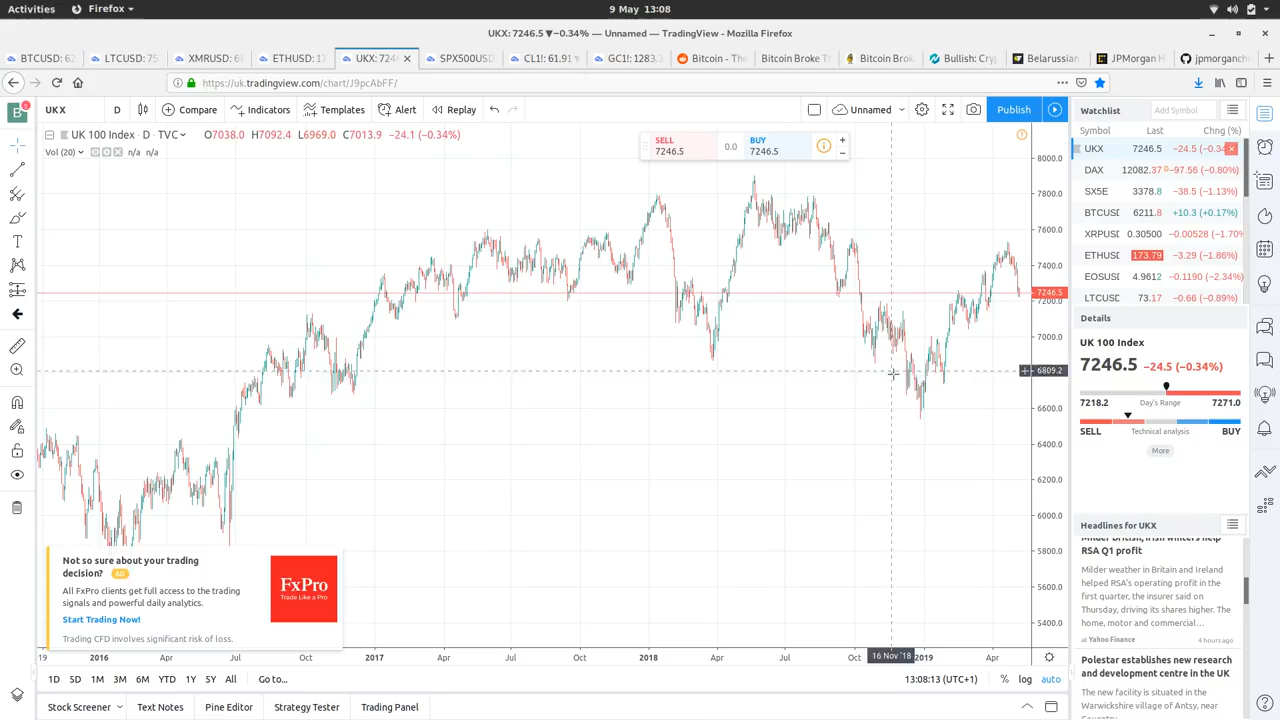 Activities Firefox 9 May 13:08
UKX: 7246.5 ▼ −0.34% — Unnamed — TradingView - Mozilla Firefox
BTCUSD: 62 LTCUSD: 75 XMRUSD: 6 ETHUSD: 17 UKX: 724 SPX500USD CL1!: 61.91 GC1!: 1283. Reddit - The Bitcoin Broke T Bitcoin Broke Bullish: Cryp Belarussian JPMorgan H jpmorganch
https://uk.tradingview.com/chart/J9pcAbFF/
UKX D Compare Indicators Templates Alert Replay Unnamed Publish
UK 100 Index D TVC O7038.0 H7092.4 L6969.0 C7013.9 −24.1 (−0.34%)
Vol (20) n/a n/a
SELL 7246.5 0.0 BUY 7246.5
8000.0
7800.0
7600.0
7400.0
7246.5
7200.0
7000.0
6809.2
6600.0
6400.0
6200.0
6000.0
5800.0
5600.0
5400.0
Not so sure about your trading
decision? AD
All FxPro clients get full access to the trading
signals and powerful daily analytics.
Start Trading Now!
Trading CFD involves significant risk of loss.
FxPro
Trade Like a Pro
19 2016 Apr Jul Oct 2017 Apr Jul Oct 2018 Apr Jul Oct 16 Nov '18 2019 Apr
1D 5D 1M 3M 6M YTD 1Y 5Y All Go to... 13:08:13 (UTC+1) % log auto
Stock Screener Text Notes Pine Editor Strategy Tester Trading Panel
Watchlist Add Symbol
Symbol Last Chng (%)
UKX 7246.5 −24.5 (−0.34
DAX 12082.37 D −97.56 (−0.80%)
SX5E 3378.8 −38.5 (−1.13%)
BTCUSD 6211.8 +10.3 (+0.17%)
XRPUSD 0.30500 −0.00528 (−1.70%
ETHUSD 173.79 −3.29 (−1.86%)
EOSUSD 4.9612 −0.1190 (−2.34%)
LTCUSD 73.17 −0.66 (−0.89%)
Details
UK 100 Index
7246.5 −24.5 (−0.34%)
7218.2 Day's Range 7271.0
SELL Technical analysis BUY
More
Headlines for UKX
Milder British, Irish winters help
RSA Q1 profit
Milder weather in Britain and Ireland
helped RSA's operating profit in the
first quarter, the insurer said on
Thursday, driving its shares higher. The
home, motor and commercial…
Yahoo Finance 4 hours ago
Polestar establishes new research
and development centre in the UK
The new facility is situated in the
Warwickshire village of Antsy, near
Coventry